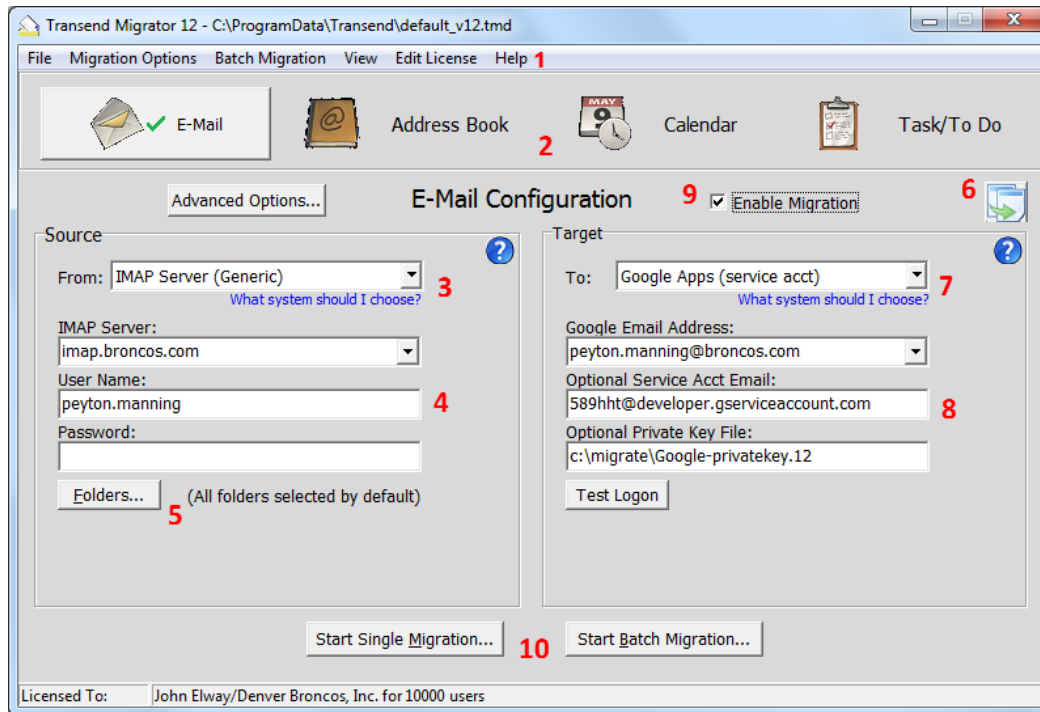 Transend Migrator 12 - C:\ProgramData\Transend\default_v12.tmd
File Migration Options Batch Migration View Edit License Help 1
E-Mail Address Book 2 Calendar Task/To Do
MAY
9
Advanced Options... E-Mail Configuration 9 Enable Migration 6
Source
From: IMAP Server (Generic) 3
What system should I choose?
IMAP Server:
imap.broncos.com
User Name:
peyton.manning 4
Password:
Folders... (All folders selected by default)
5
Target
To: Google Apps (service acct) 7
What system should I choose?
Google Email Address:
peyton.manning@broncos.com
Optional Service Acct Email:
589hht@developer.gserviceaccount.com 8
Optional Private Key File:
c:\migrate\Google-privatekey.12
Test Logon
Start Single Migration... 10 Start Batch Migration...
Licensed To: John Elway/Denver Broncos, Inc. for 10000 users